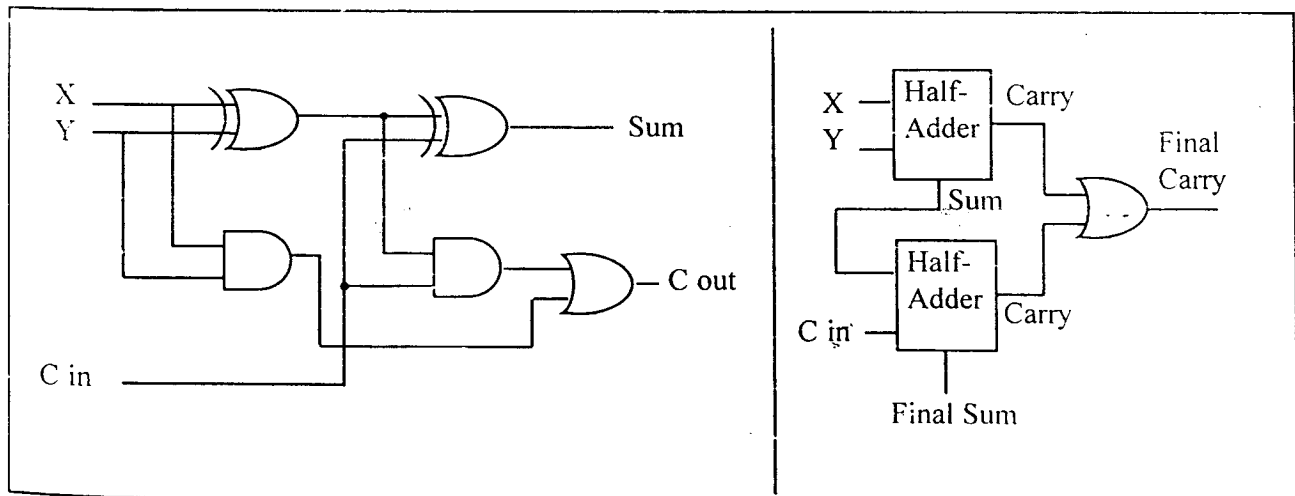 X
Y
Sum
C out
C in
Half-
Adder
Carry
X
Y
Final
Carry
Sum
Half-
Adder
Carry
C in
Final Sum